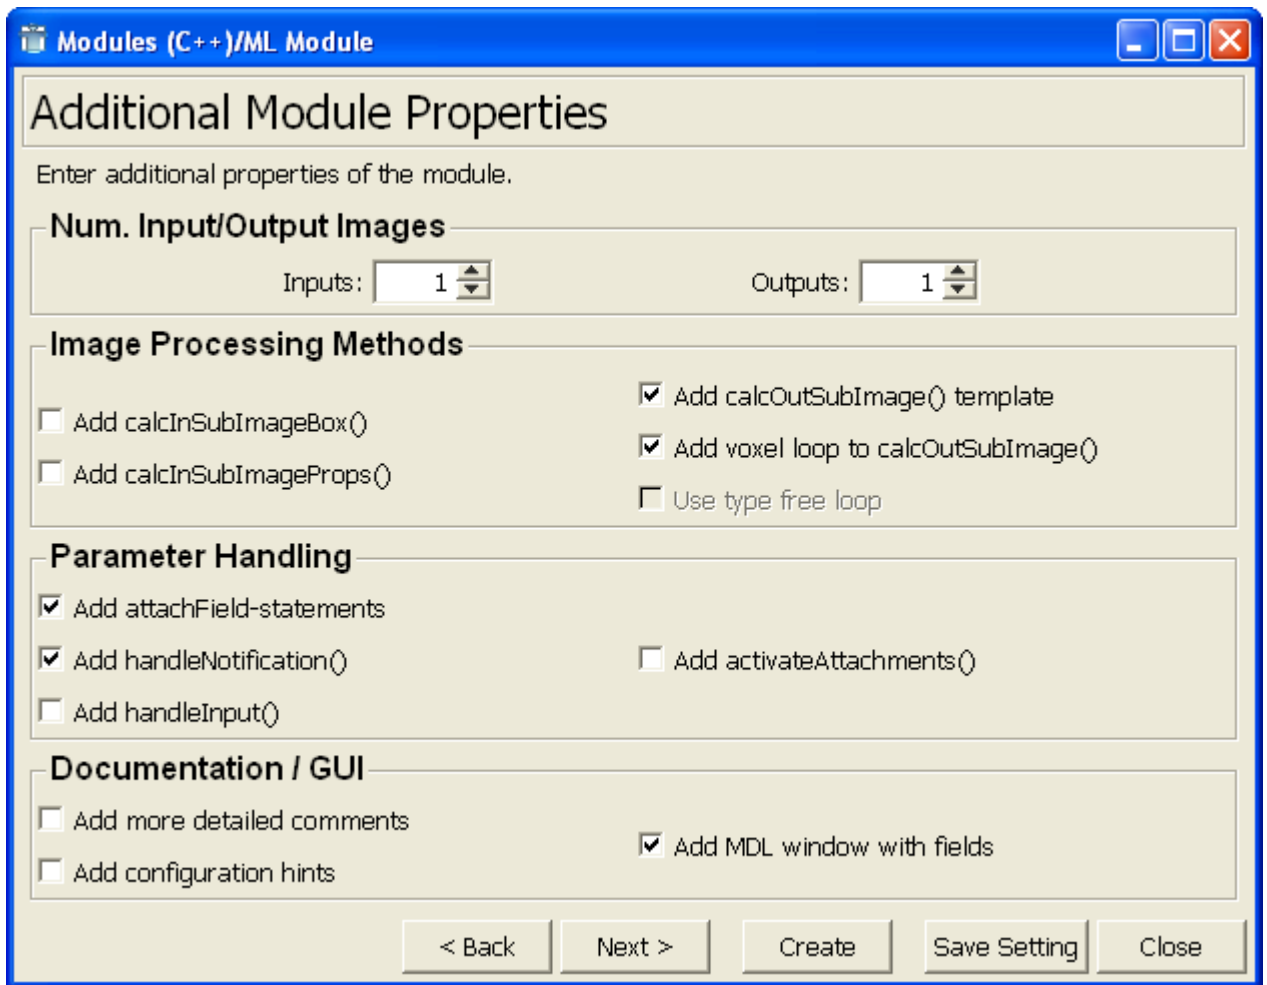 Modules (C++)/ML Module
Additional Module Properties
Enter additional properties of the module.
Num. Input/Output Images
Inputs: 1 Outputs: 1
Image Processing Methods
Add calcOutSubImage() template
Add calcInSubImageBox()
Add voxel loop to calcOutSubImage()
Add calcInSubImageProps()
Use type free loop
Parameter Handling
Add attachField-statements
Add handleNotification() Add activateAttachments()
Add handleInput()
Documentation / GUI
Add more detailed comments
Add MDL window with fields
Add configuration hints
< Back Next > Create Save Setting Close